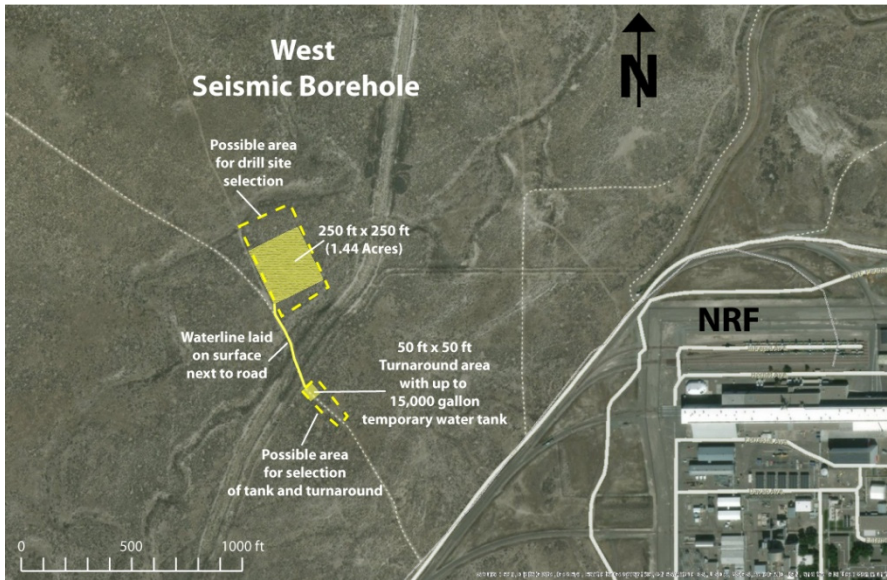 West
Seismic Borehole
N
Possible area
for drill site
selection
250 ft x 250 ft
(1.44 Acres)
NRF
Waterline laid
on surface
next to road
50 ft x 50 ft
Turnaround area
with up to
15,000 gallon
temporary water tank
Possible area
for selection
of tank and turnaround
0 500 1000 ft